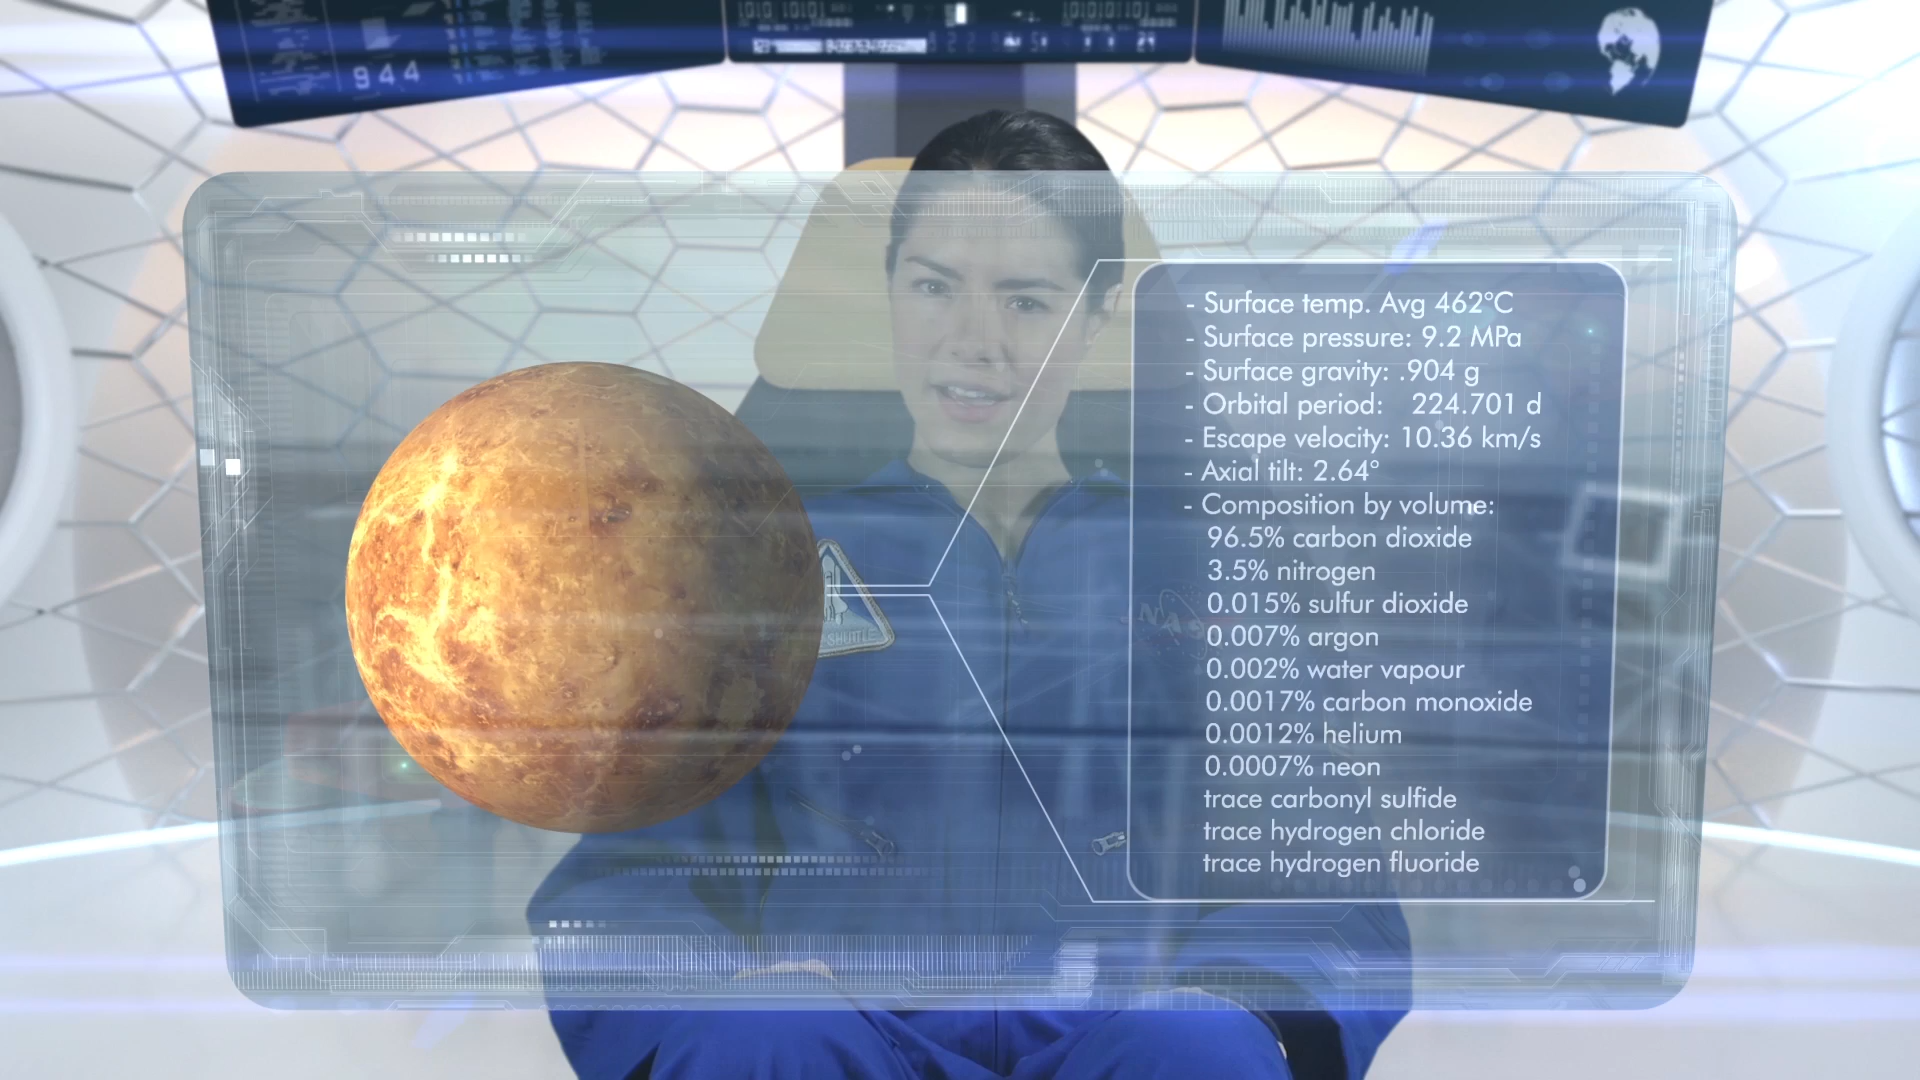 944
- Surface temp. Avg 462°C
- Surface pressure: 9.2 MPa
- Surface gravity: .904 g
- Orbital period: 224.701 d
- Escape velocity: 10.36 km/s
- Axial tilt: 2.64°
- Composition by volume:
96.5% carbon dioxide
3.5% nitrogen
0.015% sulfur dioxide
0.007% argon
0.002% water vapour
0.0017% carbon monoxide
0.0012% helium
0.0007% neon
trace carbonyl sulfide
trace hydrogen chloride
trace hydrogen fluoride
SHUTTLE
NASA